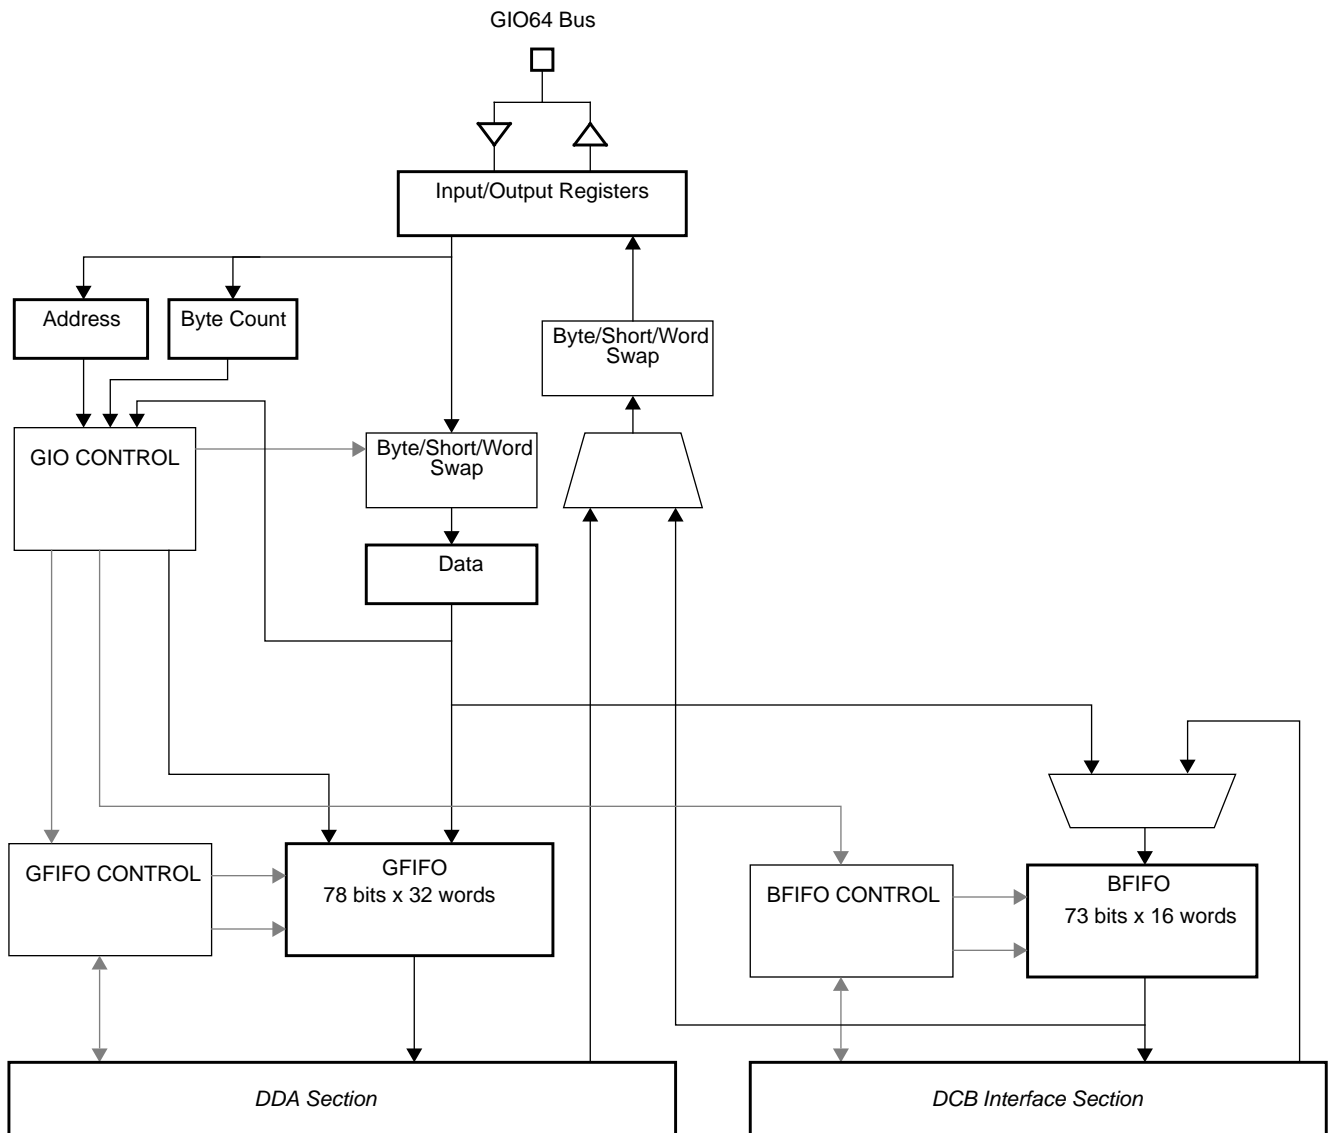 GIO64 Bus
Input/Output Registers
Address
Byte Count
Byte/Short/Word
Swap
GIO CONTROL
Byte/Short/Word
Swap
Data
GFIFO CONTROL
GFIFO
78 bits x 32 words
BFIFO CONTROL
BFIFO
73 bits x 16 words
DDA Section
DCB Interface Section